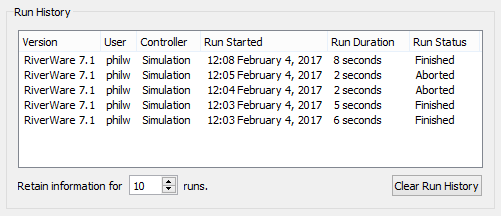 Run History
Version User Controller Run Started Run Duration Run Status
RiverWare 7.1 philw Simulation 12:08 February 4, 2017 8 seconds Finished
RiverWare 7.1 philw Simulation 12:05 February 4, 2017 2 seconds Aborted
RiverWare 7.1 philw Simulation 12:04 February 4, 2017 2 seconds Aborted
RiverWare 7.1 philw Simulation 12:03 February 4, 2017 5 seconds Finished
RiverWare 7.1 philw Simulation 12:03 February 4, 2017 6 seconds Finished
Retain information for 10 runs. Clear Run History